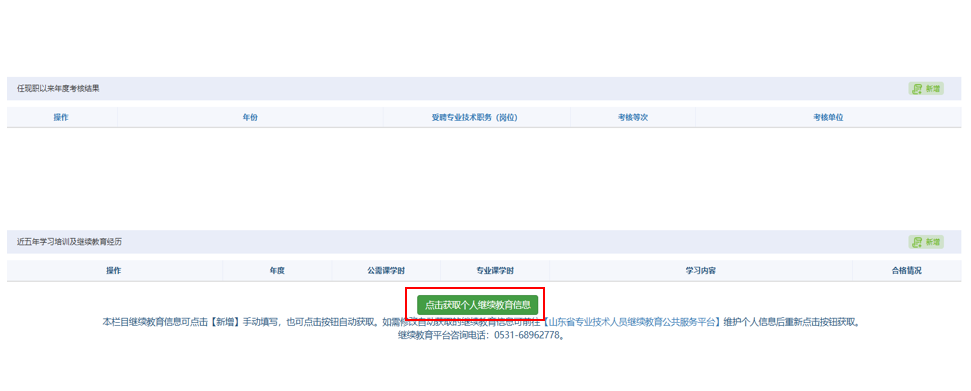 任现职以来年度考核结果 新增
操作 年份 受聘专业技术职务（岗位） 考核等次 考核单位
近五年学习培训及继续教育经历 新增
操作 年度 公需课学时 专业课学时 学习内容 合格情况
点击获取个人继续教育信息
本栏目继续教育信息可点击【新增】手动填写，也可点击按钮自动获取。如需修改自动获取的继续教育信息可前往【山东省专业技术人员继续教育公共服务平台】维护个人信息后重新点击按钮获取。
继续教育平台咨询电话：0531-68962778。